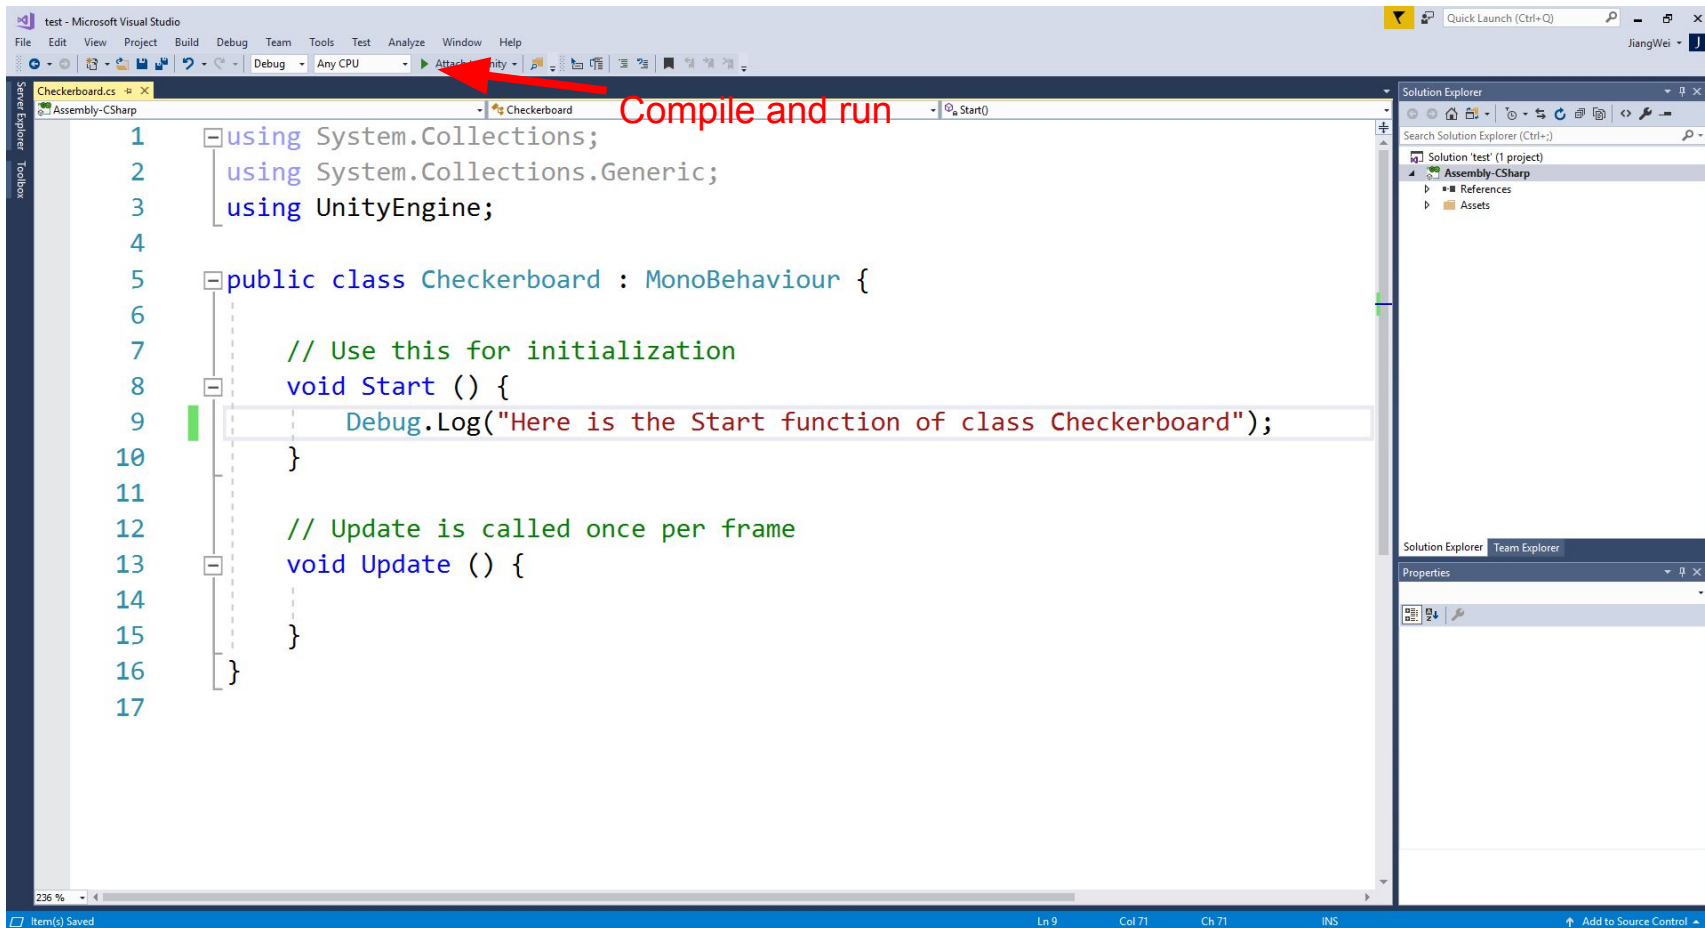 test - Microsoft Visual Studio
Quick Launch (Ctrl+Q)
File Edit View Project Build Debug Team Tools Test Analyze Window Help
JiangWei J
Debug Any CPU
Server Explorer
Toolbox
Checkerboard.cs
Compile and run
Assembly-CSharp Checkerboard Start()
1 using System.Collections;
2 using System.Collections.Generic;
3 using UnityEngine;
4
5 public class Checkerboard : MonoBehaviour {
6
7 // Use this for initialization
8 void Start () {
9 Debug.Log("Here is the Start function of class Checkerboard");
10 }
11
12 // Update is called once per frame
13 void Update () {
14
15 }
16 }
17
236 %
Solution Explorer
Search Solution Explorer (Ctrl+;)
Solution 'test' (1 project)
Assembly-CSharp
References
Assets
Solution Explorer Team Explorer
Properties
Item(s) Saved Ln 9 Col 71 Ch 71 INS Add to Source Control